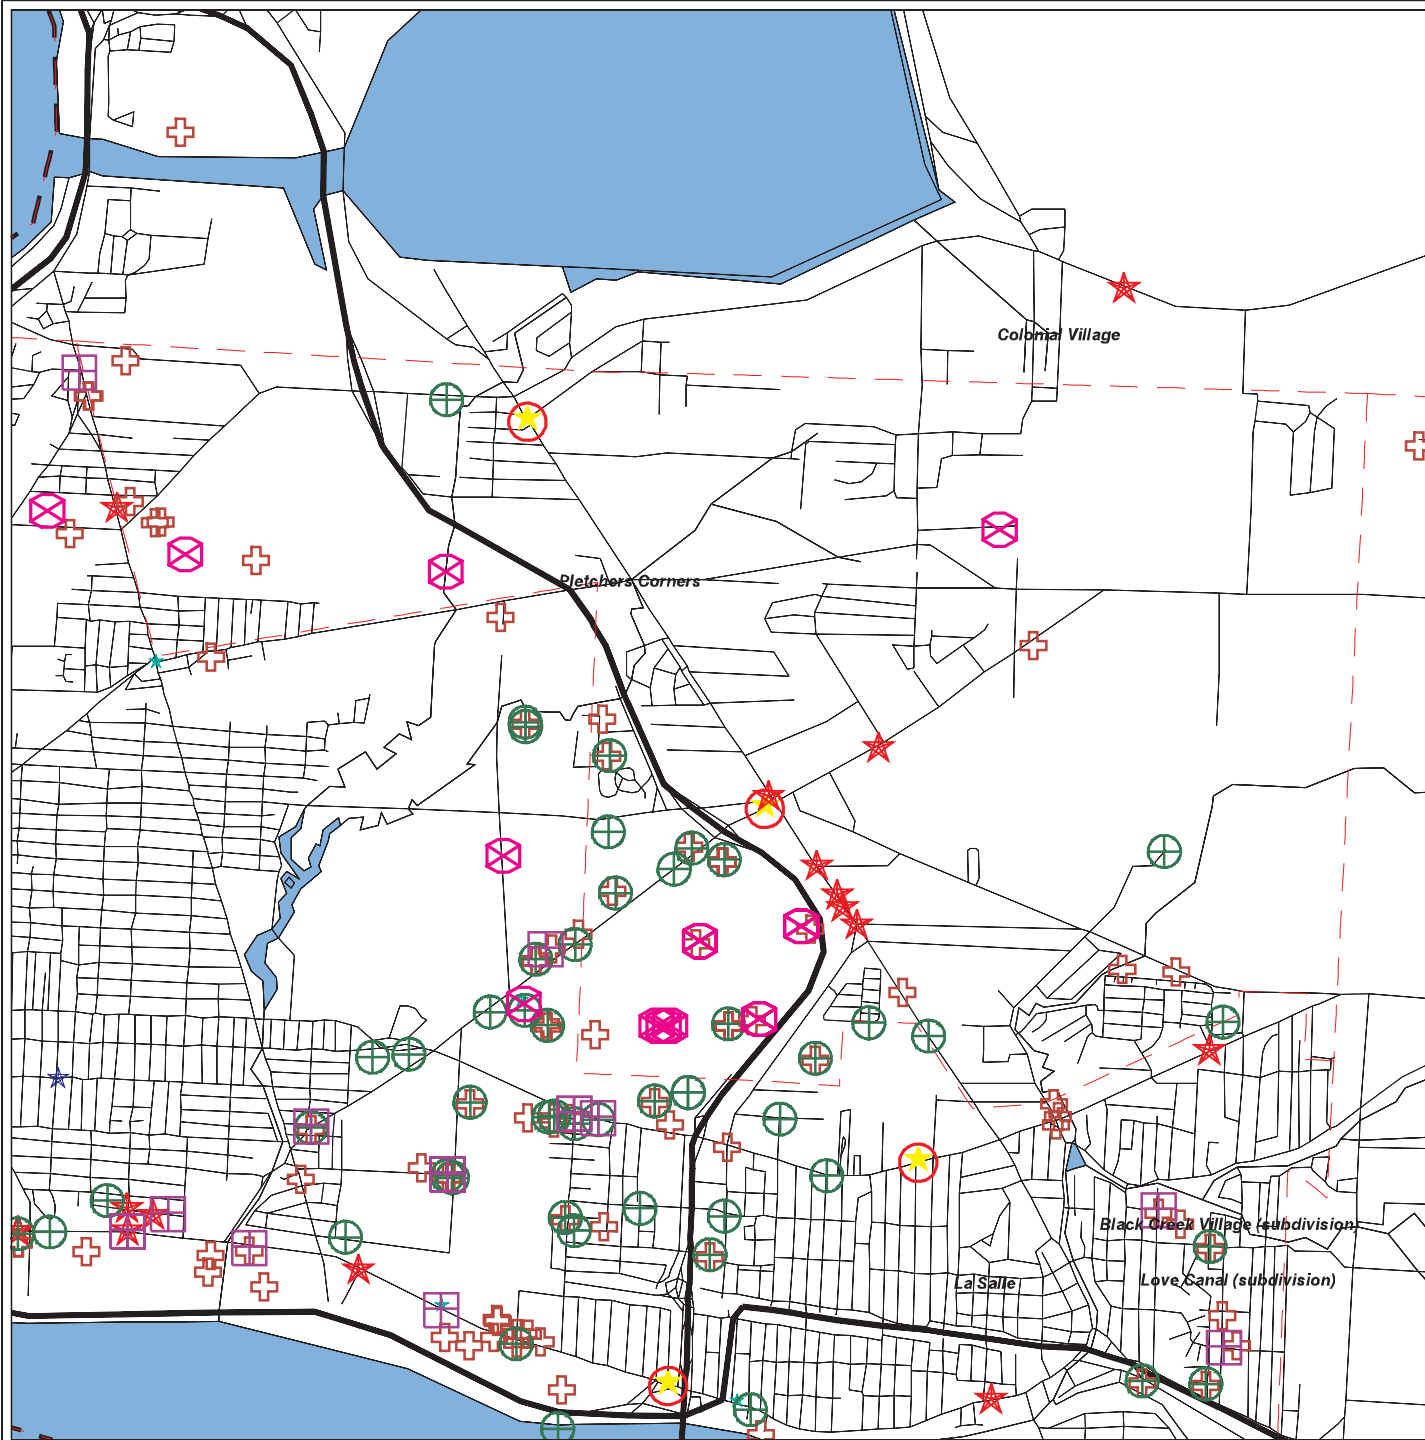 Colonial Village
Pletchers Corners
Black Creek Village (subdivision)
Love Canal (subdivision)
La Salle